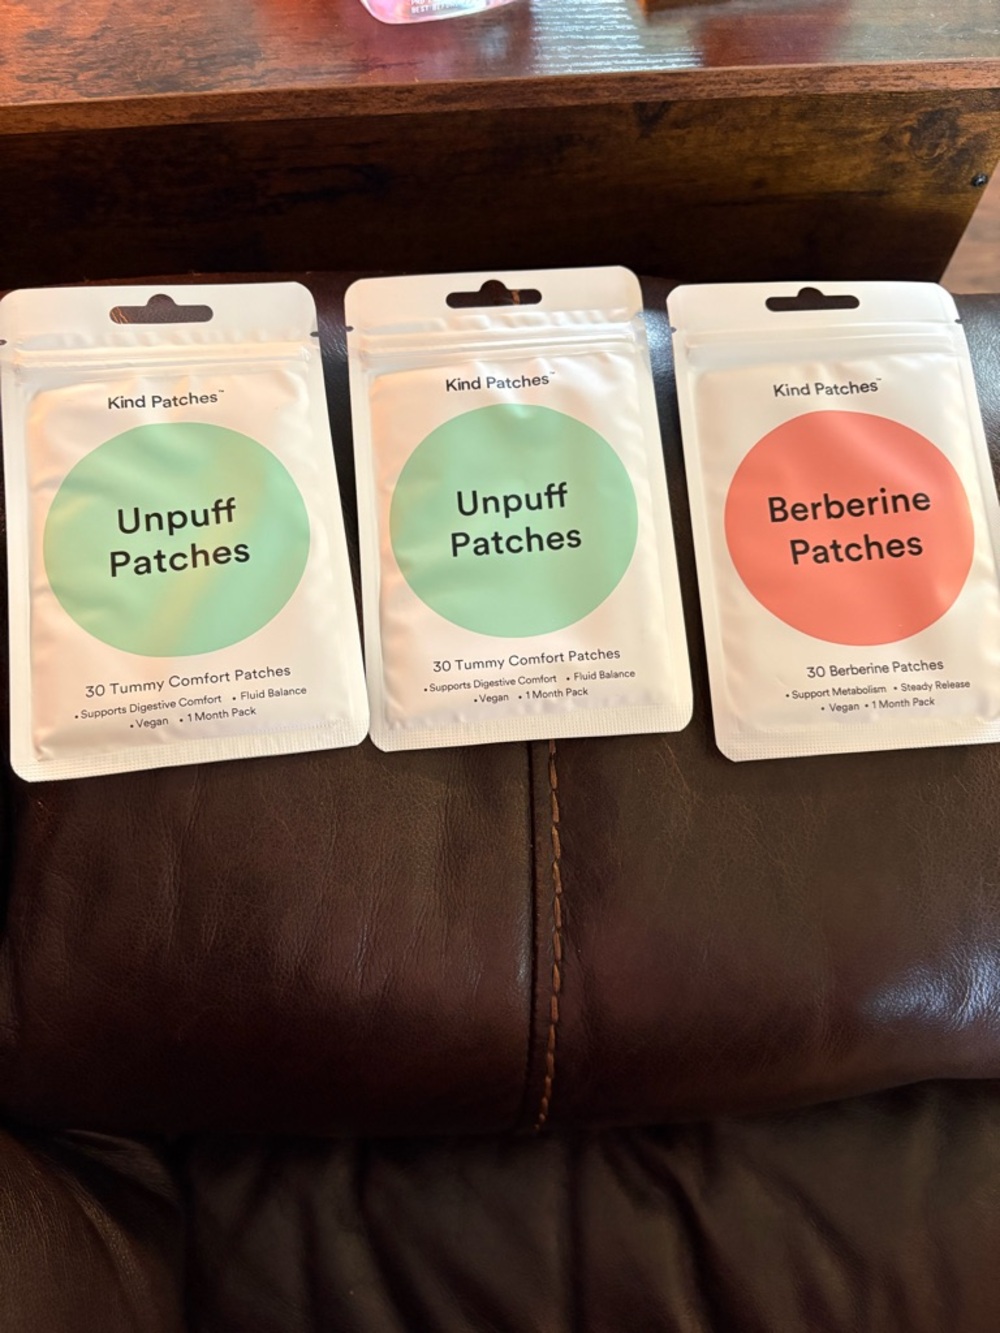 BEST BEFORE
Kind Patches™
Unpuff
Patches
30 Tummy Comfort Patches
• Supports Digestive Comfort • Fluid Balance
• Vegan • 1 Month Pack
Kind Patches™
Unpuff
Patches
30 Tummy Comfort Patches
• Supports Digestive Comfort • Fluid Balance
• Vegan • 1 Month Pack
Kind Patches™
Berberine
Patches
30 Berberine Patches
• Support Metabolism • Steady Release
• Vegan • 1 Month Pack